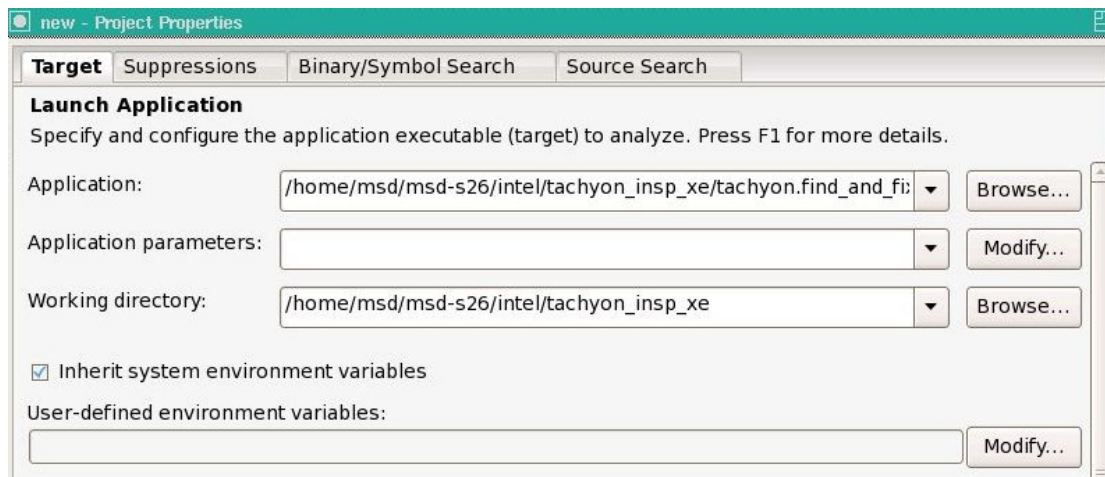 new - Project Properties
Target Suppressions Binary/Symbol Search Source Search
Launch Application
Specify and configure the application executable (target) to analyze. Press F1 for more details.
Application: /home/msd/msd-s26/intel/tachyon_insp_xe/tachyon.find_and_fi Browse...
Application parameters: Modify...
Working directory: /home/msd/msd-s26/intel/tachyon_insp_xe Browse...
Inherit system environment variables
User-defined environment variables:
Modify...